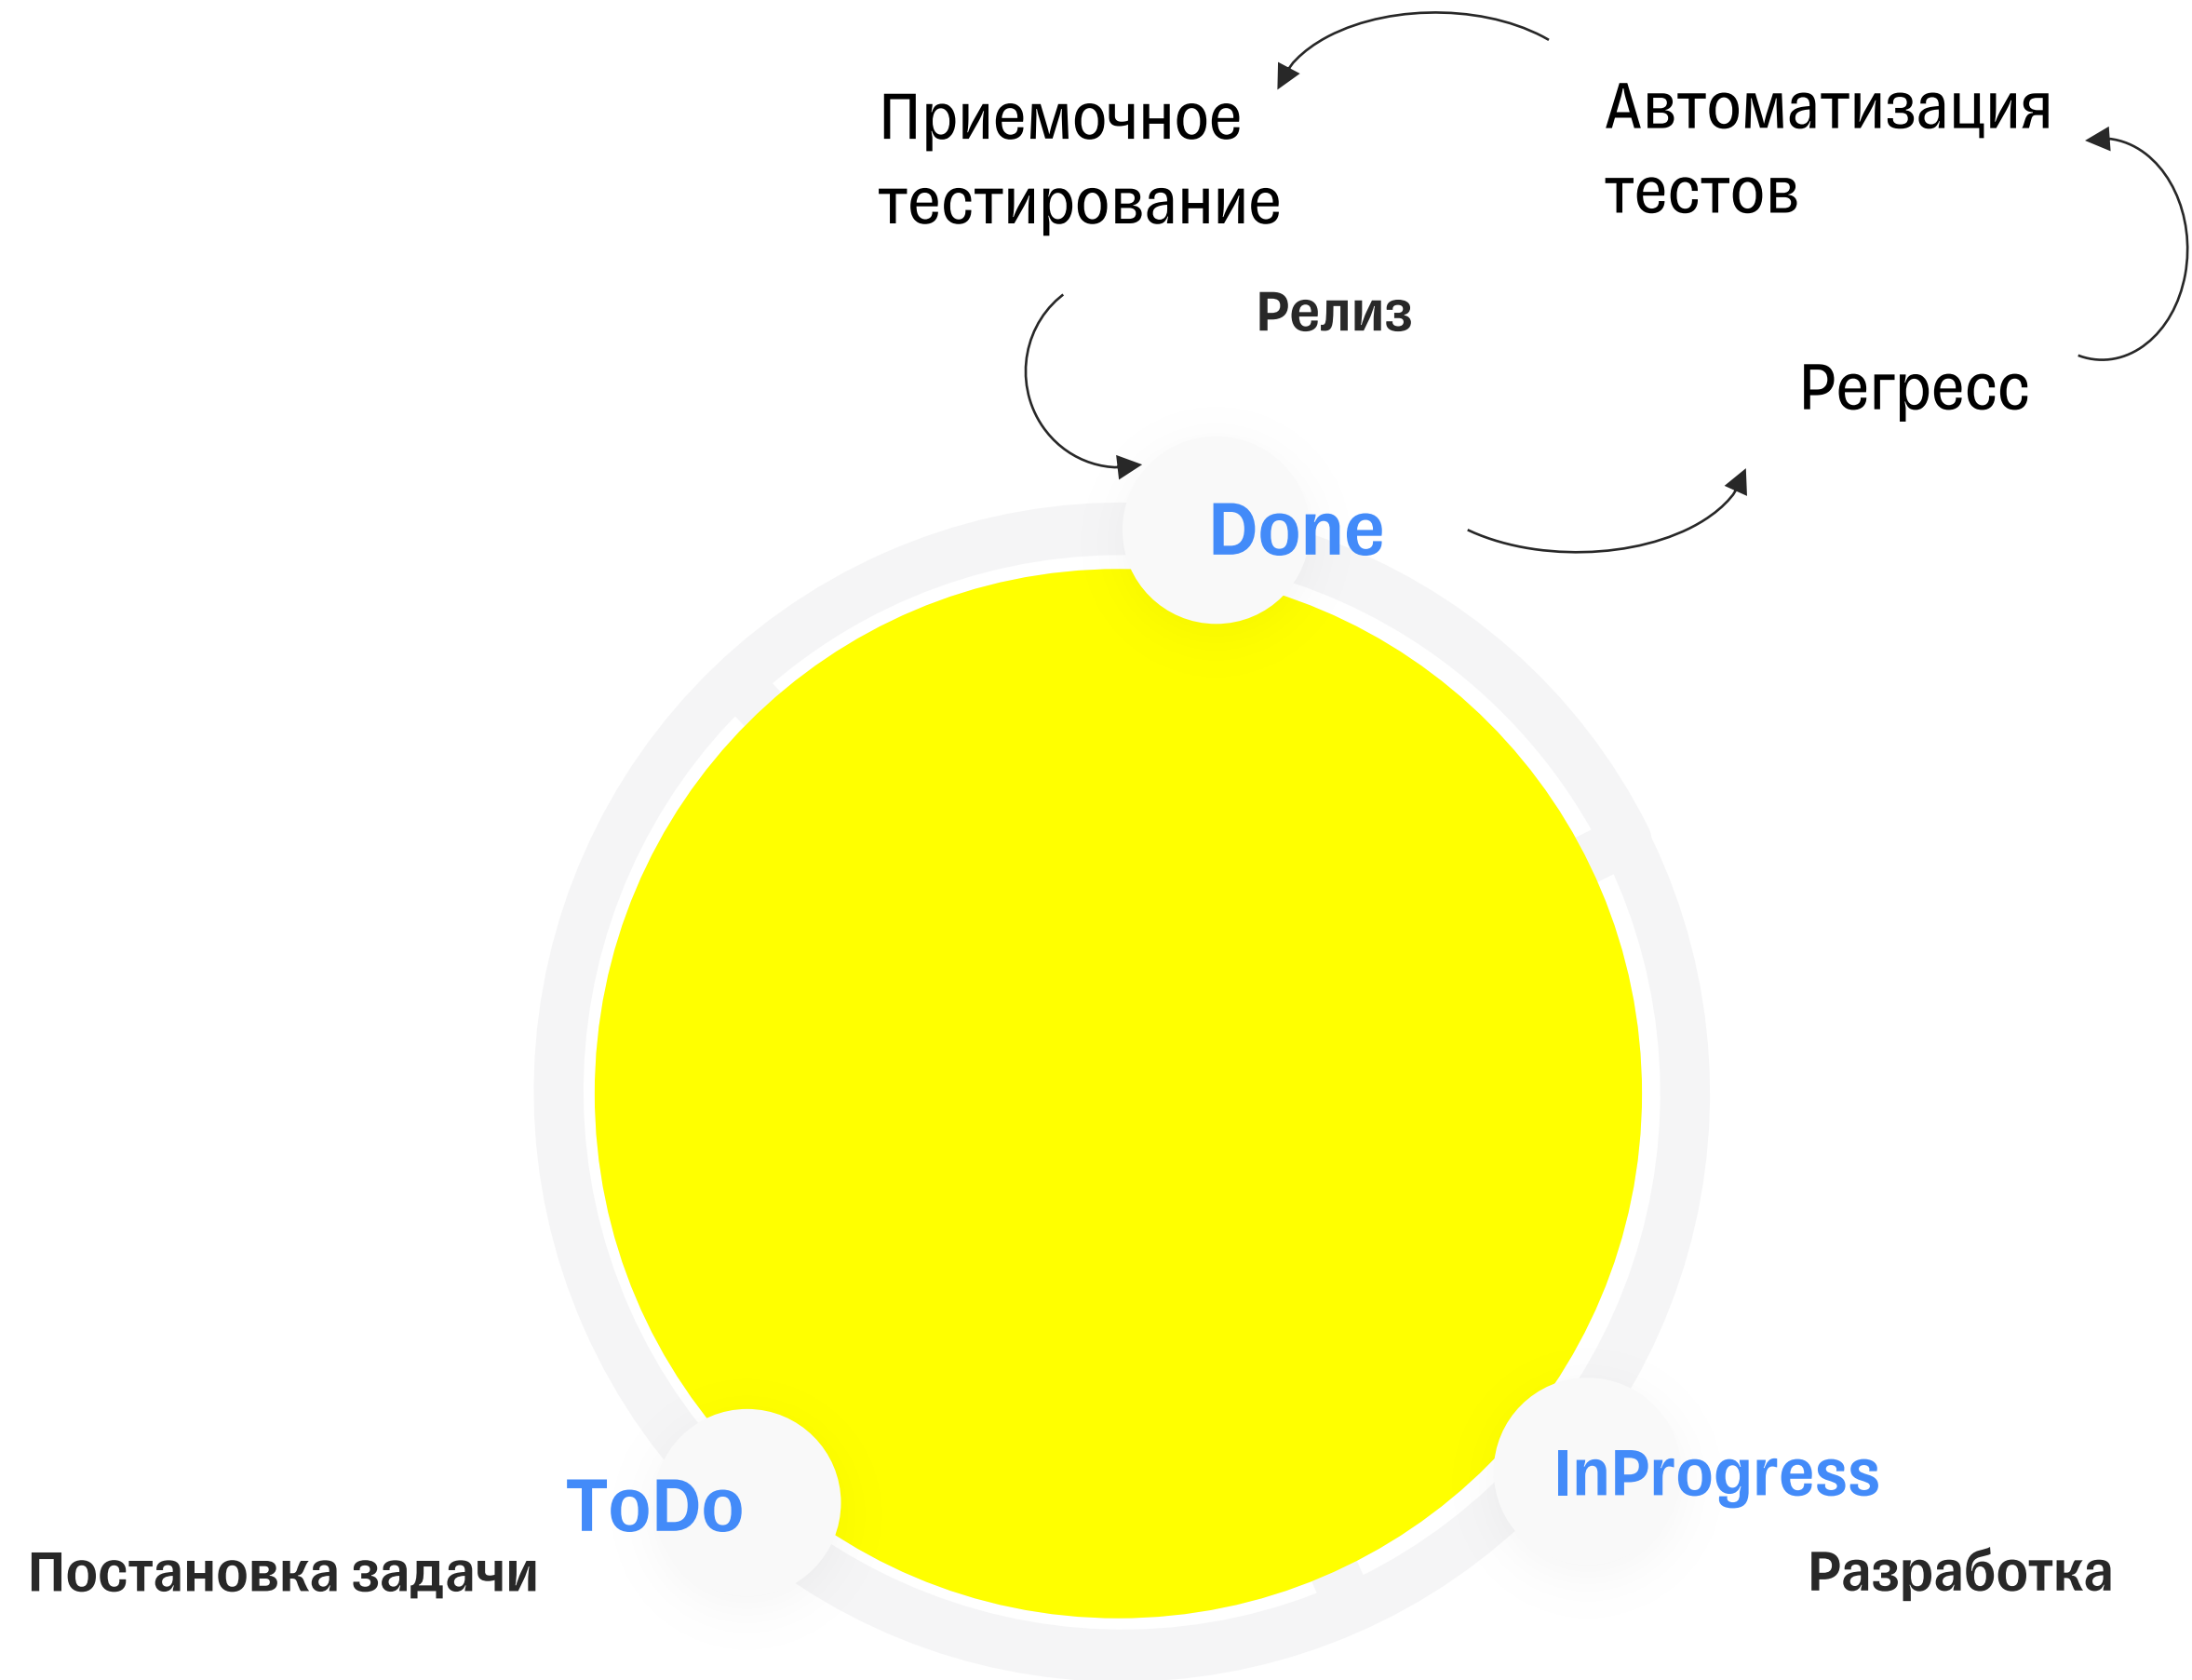 Приемочное
тестирование
Автоматизация
тестов
Релиз
Регресс
Done
ToDo
Постановка задачи
InProgress
Разработка